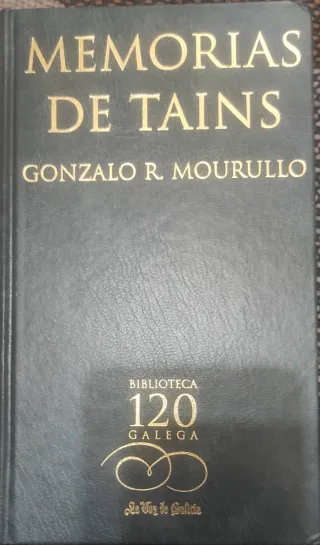 MEMORIAS
DE TAINS
GONZALO R. MOURULLO
BIBLIOTECA
120
GALEGA
La Voz de Galicia